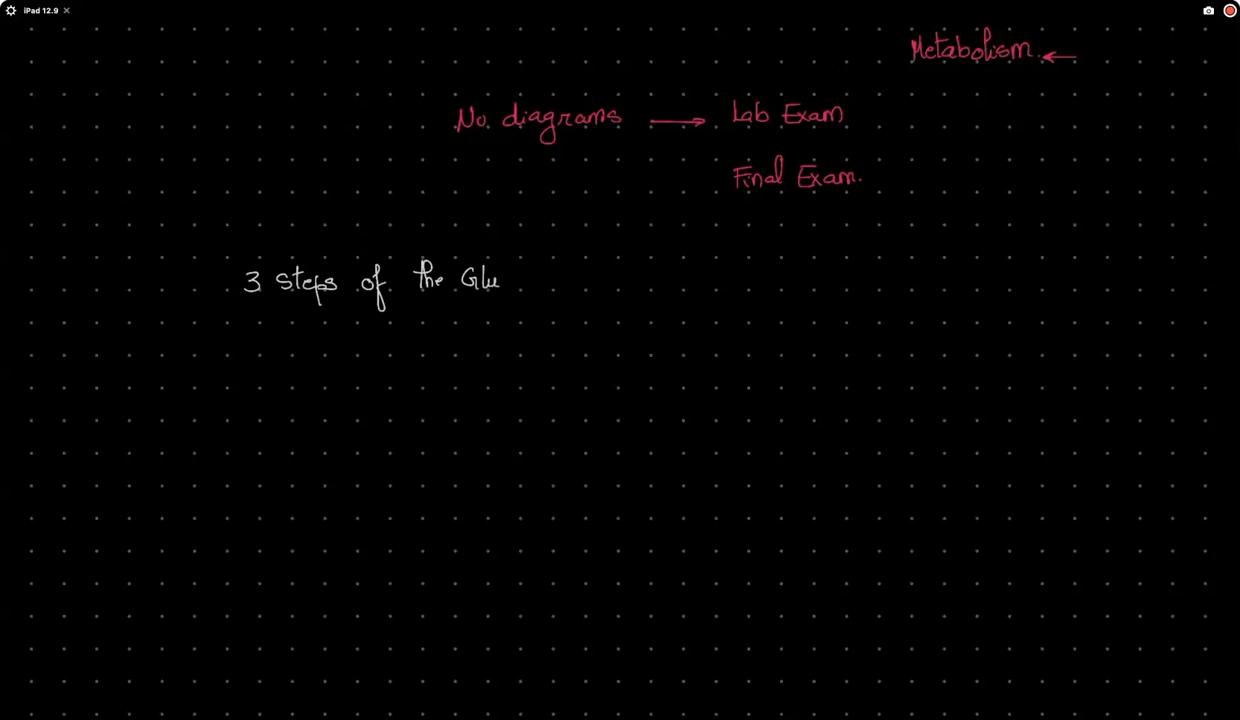 iPad 12.9
Metabolism ←
No diagrams → Lab Exam
Final Exam.
3 steps of the Glu